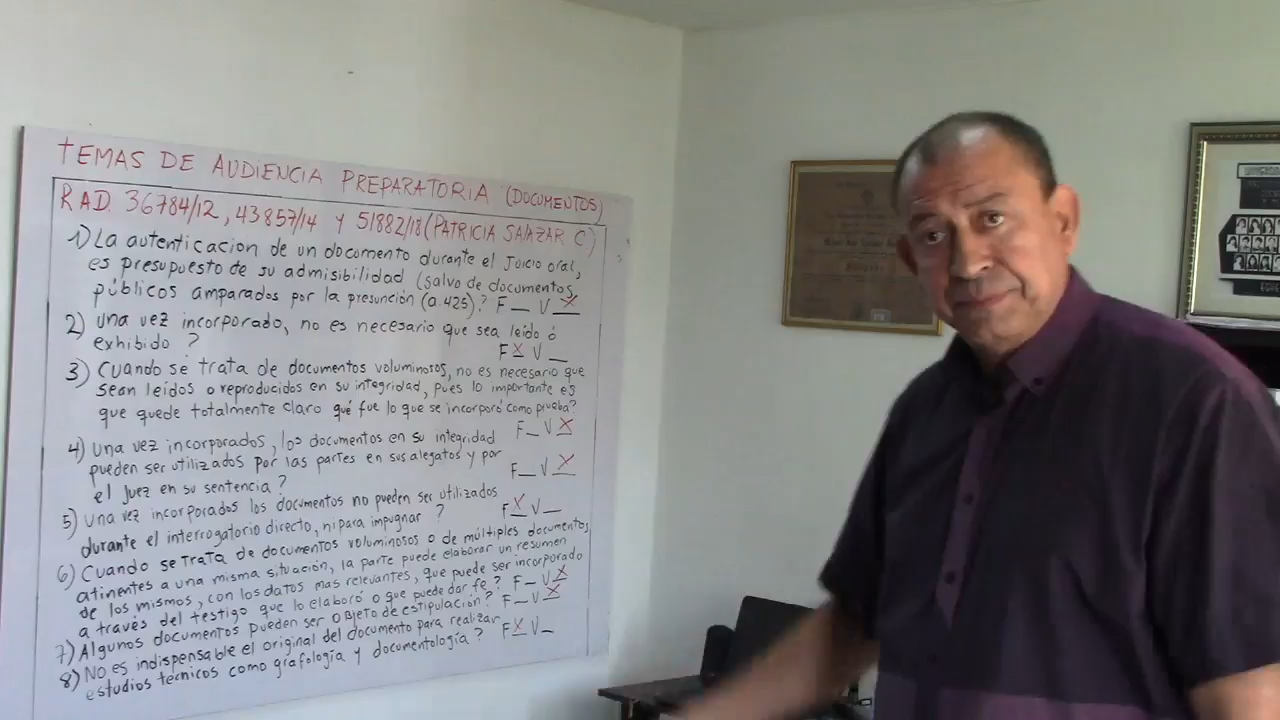 TEMAS DE AUDIENCIA PREPARATORIA (DOCUMENTOS)
RAD. 36784/12, 43857/14 Y 51882/18 (PATRICIA SALAZAR C)
1) La autenticacion de un documento durante el Juicio oral,
es presupuesto de su admisibilidad (salvo de documentos
públicos amparados por la presunción (a.425)? F__ V X
2) Una vez incorporado, no es necesario que sea leído ó
exhibido ? F X V __
3) Cuando se trata de documentos voluminosos, no es necesario que
sean leídos o reproducidos en su integridad, pues lo importante es
que quede totalmente claro qué fue lo que se incorporó como prueba?
F__ V X
4) Una vez incorporados, los documentos en su integridad
pueden ser utilizados por las partes en sus alegatos y por
el Juez en su sentencia ? F__ V X
5) Una vez incorporados los documentos no pueden ser utilizados
durante el interrogatorio directo, ni para impugnar ? F X V __
6) Cuando se trata de documentos voluminosos o de múltiples documentos,
atinentes a una misma situación, la parte puede elaborar un resumen
de los mismos, con los datos mas relevantes, que puede ser incorporado
a través del testigo que lo elaboró o que puede dar fe ? F__ V X
7) Algunos documentos pueden ser objeto de estipulación? F__ V X
8) No es indispensable el original del documento para realizar
estudios técnicos como grafología y documentología ? F X V __